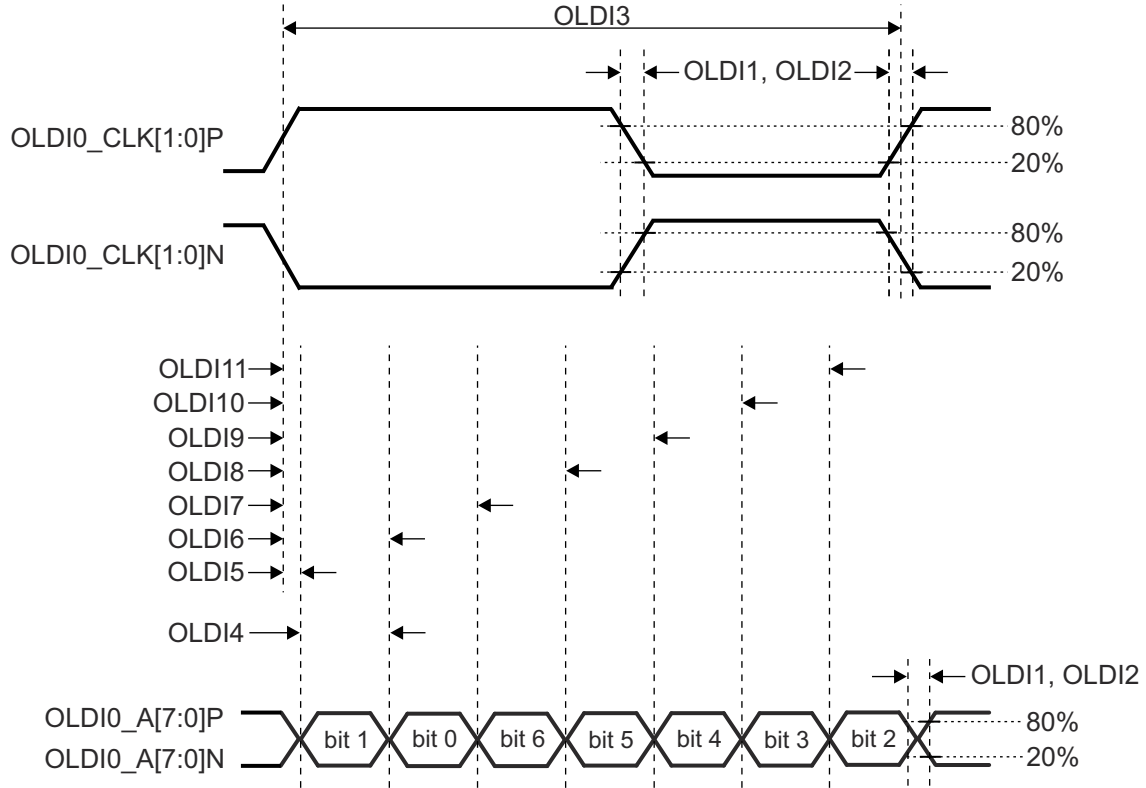 OLDI3
OLDI1, OLDI2
OLDI0_CLK[1:0]P
80%
20%
OLDI0_CLK[1:0]N
80%
20%
OLDI11
OLDI10
OLDI9
OLDI8
OLDI7
OLDI6
OLDI5
OLDI4
OLDI1, OLDI2
OLDI0_A[7:0]P
80%
bit 1 bit 0 bit 6 bit 5 bit 4 bit 3 bit 2
OLDI0_A[7:0]N
20%